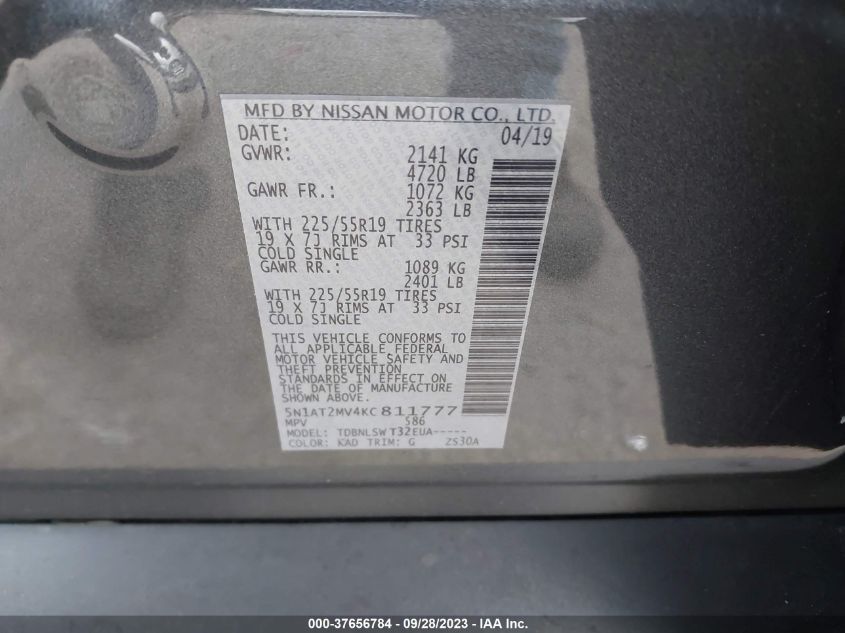 MFD BY NISSAN MOTOR CO., LTD.
DATE: 04/19
GVWR: 2141 KG
4720 LB
GAWR FR.: 1072 KG
2363 LB
WITH 225/55R19 TIRES
19 X 7J RIMS AT 33 PSI
COLD SINGLE
GAWR RR.: 1089 KG
2401 LB
WITH 225/55R19 TIRES
19 X 7J RIMS AT 33 PSI
COLD SINGLE
THIS VEHICLE CONFORMS TO
ALL APPLICABLE FEDERAL
MOTOR VEHICLE SAFETY AND
THEFT PREVENTION
STANDARDS IN EFFECT ON
THE DATE OF MANUFACTURE
SHOWN ABOVE.
5N1AT2MV4KC811777
MPV 586
MODEL: TDBNLSW T32EUA-----
COLOR: KAD TRIM: G ZS30A
000-37656784 - 09/28/2023 - IAA Inc.